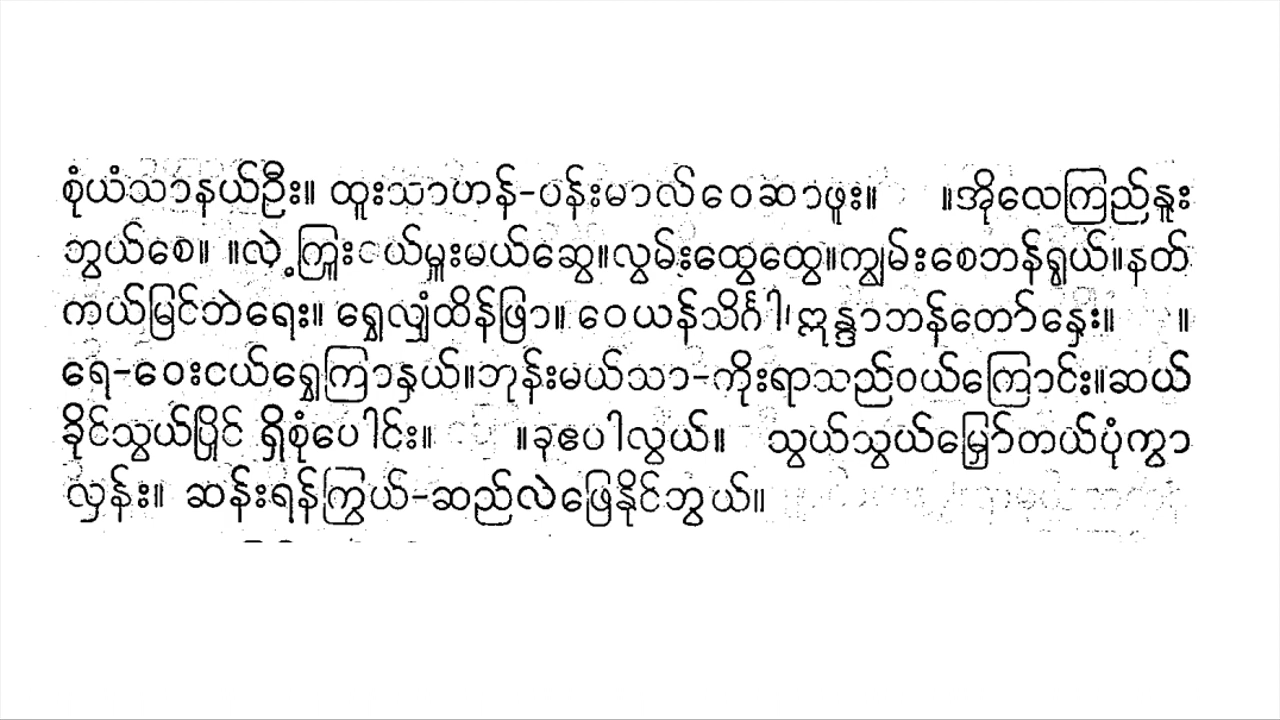 စုံယံသာနယ်ဦး။ ထူးသာဟန်-ပန်းမာလ်ဝေဆာဖူး။ ။အိုလေကြည်နူး
ဘွယ်စေ။ ။လဲ့ကြူးငယ်မှူးမယ်ဆွေ။လွမ်းထွေထွေ။ကျွမ်းစေဘန်ရွယ်။နတ်
ကယ်မြင်ဘဲရေး။ ရွှေလျှံထိန်ဖြာ။ ဝေယန်သိင်္ဂါ၊ဣန္ဒာဘန်တော်နှေး။ ။
ရေ-ဝေးငယ်ရွှေကြာနှယ်။ဘုန်းမယ်သာ-ကိုးရာသည်ဝယ်ကြောင်း။ဆယ်
ခိုင်သွယ်ပြိုင် ရှိစုံပေါင်း။ ။ခုဧပါလွယ်။ သွယ်သွယ်မြှော်တယ်ပုံကွာ
လှန်း။ ဆန်းရန်ကြွယ်-ဆည်လဲဖြေနိုင်ဘွယ်။